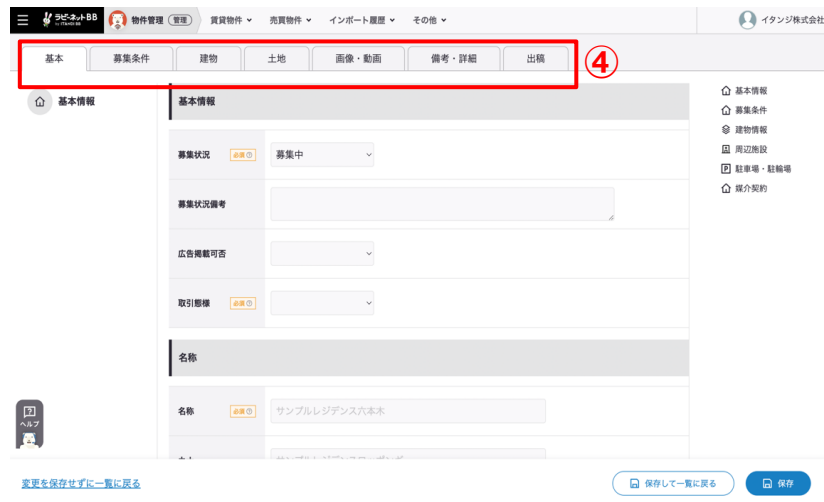 ラビーネットBB
by ITANDI BB
物件管理 管理 賃貸物件 売買物件 インポート履歴 その他 イタンジ株式会社
基本 募集条件 建物 土地 画像・動画 備考・詳細 出稿 ④
基本情報
基本情報
募集状況 必須 募集中
募集状況備考
広告掲載可否
取引態様 必須
名称
名称 必須 サンプルレジデンス六本木
基本情報
募集条件
建物情報
周辺施設
駐車場・駐輪場
媒介契約
ヘルプ
変更を保存せずに一覧に戻る 保存して一覧に戻る 保存